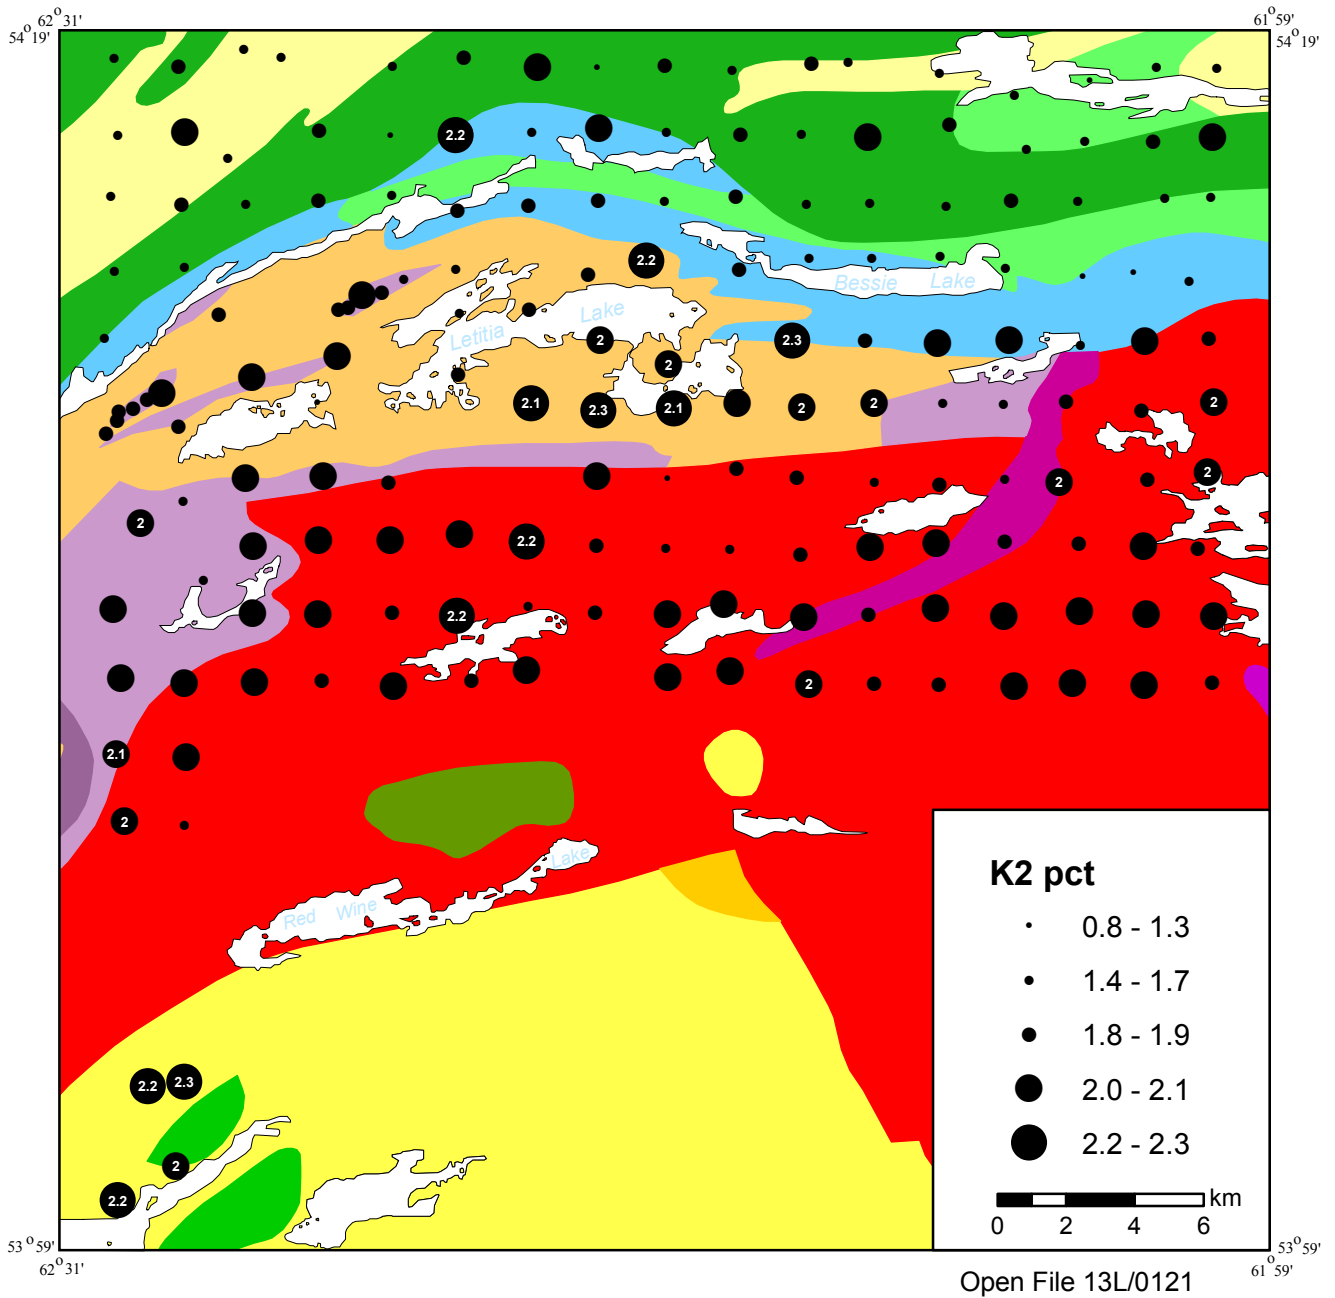 62° 31'
61° 59'
54° 19'
54° 19'
2.2
2.2
Bessie Lake
Lake
Letitia
2
2.3
2
2.1
2.3
2.1
2
2
2
2
2
2
2.2
2.2
2
2.1
2
Lake
Red Wine
2.2
2.3
2
2.2
K2 pct
0.8 - 1.3
1.4 - 1.7
1.8 - 1.9
2.0 - 2.1
2.2 - 2.3
km
0 2 4 6
53° 59'
53° 59'
62° 31'
61° 59'
Open File 13L/0121